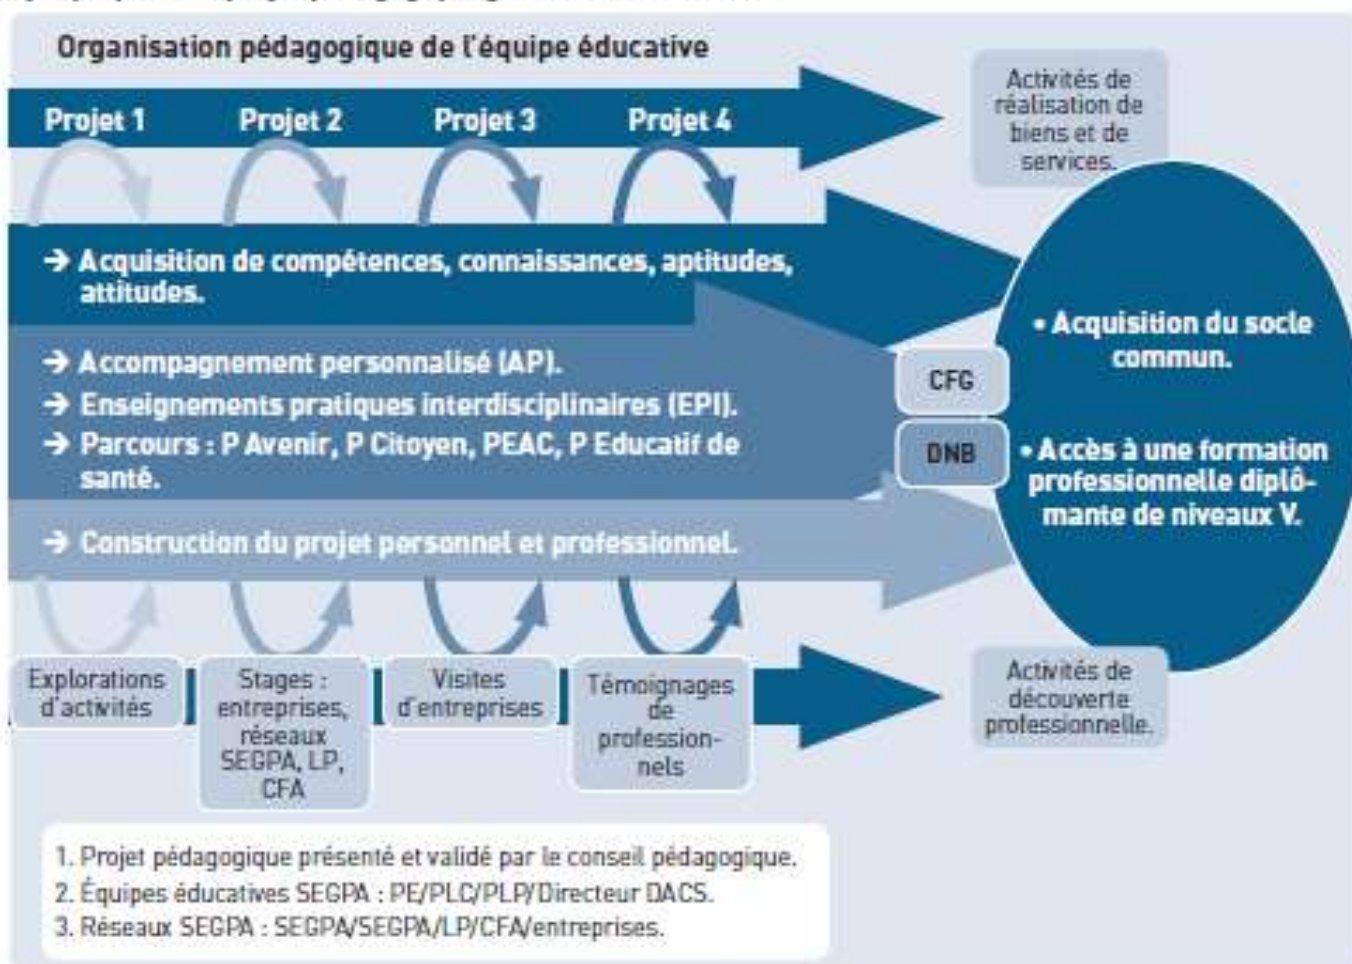 Organisation pédagogique de l'équipe éducative
Projet 1
Projet 2
Projet 3
Projet 4
Activités de
réalisation de
biens et de
services.
→ Acquisition de compétences, connaissances, aptitudes,
attitudes.
→ Accompagnement personnalisé (AP).
→ Enseignements pratiques interdisciplinaires (EPI).
→ Parcours : P Avenir, P Citoyen, PEAC, P Educatif de
santé.
→ Construction du projet personnel et professionnel.
CFG
DNB
• Acquisition du socle
commun.
• Accès à une formation
professionnelle diplô-
mante de niveaux V.
Explorations
d'activités
Stages :
entreprises,
réseaux
SEGPA, LP,
CFA
Visites
d'entreprises
Témoignages
de
profession-
nels
Activités de
découverte
professionnelle.
1. Projet pédagogique présenté et validé par le conseil pédagogique.
2. Équipes éducatives SEGPA : PE/PLC/PLP/Directeur DACS.
3. Réseaux SEGPA : SEGPA/SEGPA/LP/CFA/entreprises.